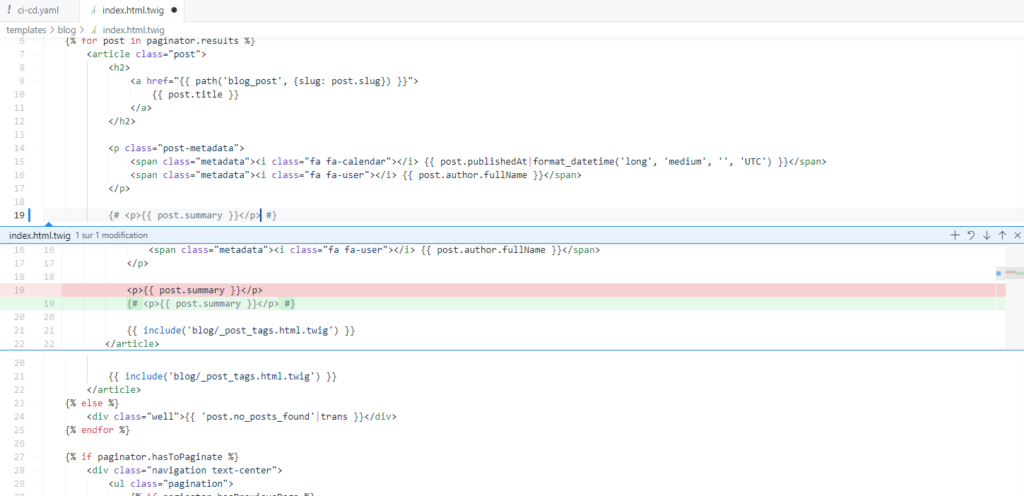 ! ci-cd.yaml index.html.twig ●
templates > blog > index.html.twig
6 {% for post in paginator.results %}
7 <article class="post">
8 <h2>
9 <a href="{{ path('blog_post', {slug: post.slug}) }}">
10 {{ post.title }}
11 </a>
12 </h2>
13
14 <p class="post-metadata">
15 <span class="metadata"><i class="fa fa-calendar"></i> {{ post.publishedAt|format_datetime('long', 'medium', '', 'UTC') }}</span>
16 <span class="metadata"><i class="fa fa-user"></i> {{ post.author.fullName }}</span>
17 </p>
18
19 {# <p>{{ post.summary }}</p> #}
index.html.twig 1 sur 1 modification
16 16 <span class="metadata"><i class="fa fa-user"></i> {{ post.author.fullName }}</span>
17 17 </p>
18 18
19 <p>{{ post.summary }}</p>
19 {# <p>{{ post.summary }}</p> #}
20 20
21 21 {{ include('blog/_post_tags.html.twig') }}
22 22 </article>
20
21 {{ include('blog/_post_tags.html.twig') }}
22 </article>
23 {% else %}
24 <div class="well">{{ 'post.no_posts_found'|trans }}</div>
25 {% endfor %}
26
27 {% if paginator.hasToPaginate %}
28 <div class="navigation text-center">
29 <ul class="pagination">
{% if paginator.hasPreviousPage %}